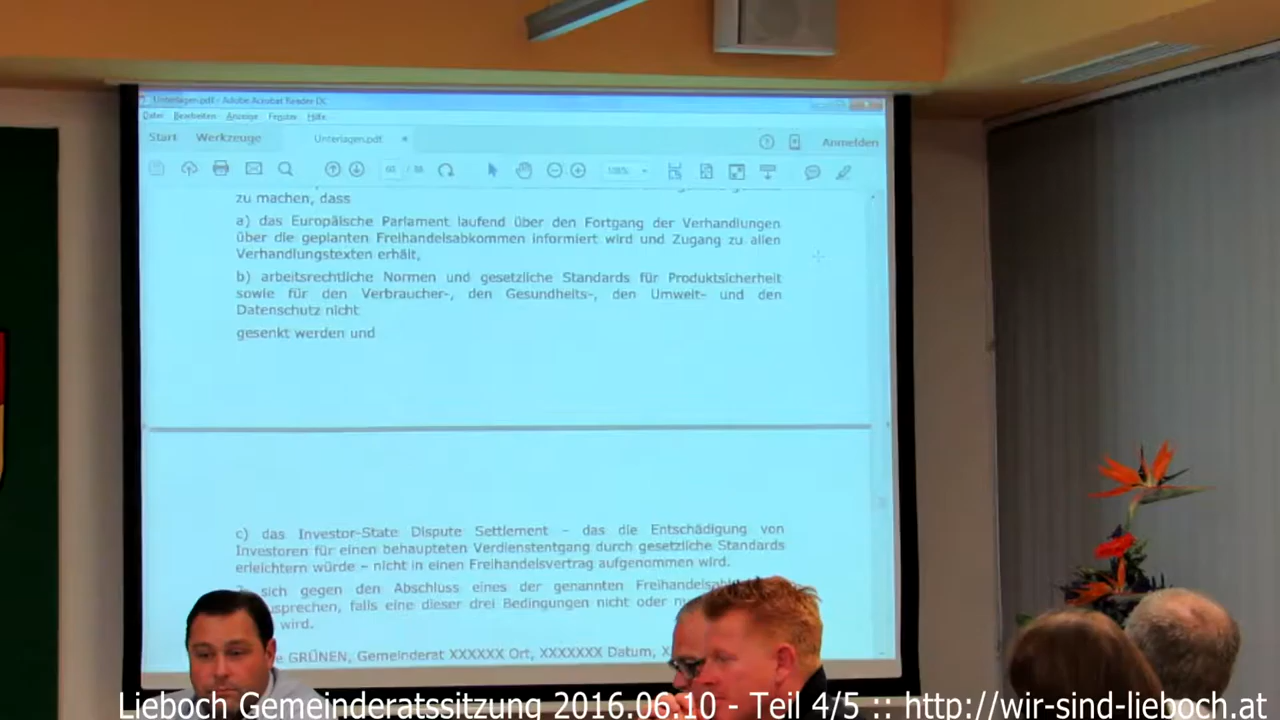 Unterlagen.pdf - Adobe Acrobat Reader DC
Datei Bearbeiten Anzeige Fenster Hilfe
Start Werkzeuge Unterlagen.pdf × Anmelden
zu machen, dass
a) das Europäische Parlament laufend über den Fortgang der Verhandlungen
über die geplanten Freihandelsabkommen informiert wird und Zugang zu allen
Verhandlungstexten erhält,
b) arbeitsrechtliche Normen und gesetzliche Standards für Produktsicherheit
sowie für den Verbraucher-, den Gesundheits-, den Umwelt- und den
Datenschutz nicht
gesenkt werden und
c) das Investor-State Dispute Settlement – das die Entschädigung von
Investoren für einen behaupteten Verdienstentgang durch gesetzliche Standards
erleichtern würde – nicht in einen Freihandelsvertrag aufgenommen wird.
sich gegen den Abschluss eines der genannten
falls eine dieser drei Bedingungen nicht oder
wird.
GRÜNEN, Gemeinderat XXXXXX Ort, XXXXXXX Datum,
Lieboch Gemeinderatssitzung 2016.06.10 - Teil 4/5 :: http://wir-sind-lieboch.at